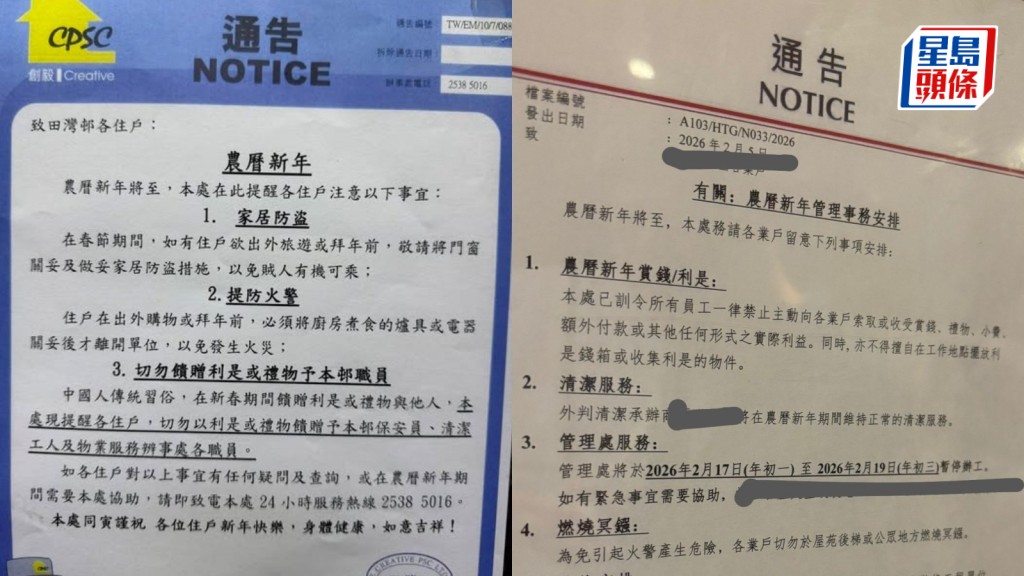 CPSC
創毅 Creative
通告
NOTICE
通告編號
TW/EM/10/7/088
拆除通告日期
辦事處電話
2538 5016
致田灣邨各住戶：
農曆新年
農曆新年將至，本處在此提醒各住戶注意以下事宜：
1. 家居防盜
在春節期間，如有住戶欲出外旅遊或拜年前，敬請將門窗
關妥及做妥家居防盜措施，以免賊人有機可乘；
2.提防火警
住戶在出外購物或拜年前，必須將廚房煮食的爐具或電器
關妥後才離開單位，以免發生火災；
3. 切勿饋贈利是或禮物予本邨職員
中國人傳統習俗，在新春期間饋贈利是或禮物與他人，本
處現提醒各住戶，切勿以利是或禮物饋贈予本邨保安員、清潔
工人及物業服務辨事處各職員。
如各住戶對以上事宜有任何疑問及查詢，或在農曆新年期
間需要本處協助，請即致電本處 24 小時服務熱線 2538 5016。
本處同寅謹祝 各位住戶新年快樂，身體健康，如意吉祥！
CREATIVE PSC LTD
星島
頭條
通告
NOTICE
檔案編號
：A103/HTG/N033/2026
發出日期
：2026年2月5日
致
有關：農曆新年管理事務安排
農曆新年將至，本處務請各業戶留意下列事項安排：
1. 農曆新年賞錢/利是：
本處已訓令所有員工一律禁止主動向各業戶索取或收受賞錢、禮物、小費、
額外付款或其他任何形式之實際利益。同時，亦不得擅自在工作地點擺放利
是錢箱或收集利是的物件。
2. 清潔服務：
外判清潔承辦商 將在農曆新年期間維持正常的清潔服務。
3. 管理處服務：
管理處將於2026年2月17日(年初一) 至 2026年2月19日(年初三)暫停辦工。
如有緊急事宜需要協助，
4. 燃燒冥鏹：
為免引起火警產生危險，各業戶切勿於屋苑後梯或公眾地方燃燒冥鏹。